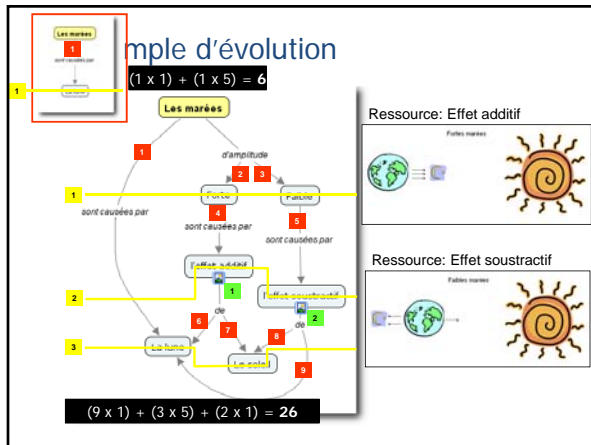 Les marées
1
sont causées par
1
mple d'évolution
(1 x 1) + (1 x 5) = 6
Les marées
1
d'amplitude
2
3
1
Forte
Faible
4
5
sont causées par
sont causées par
sont causées par
l'effet additif
1
l'effet soustractif
2
2
de
de
6
7
8
3
La lune
Le soleil
9
(9 x 1) + (3 x 5) + (2 x 1) = 26
Ressource: Effet additif
Fortes marées
Ressource: Effet soustractif
Faibles marées